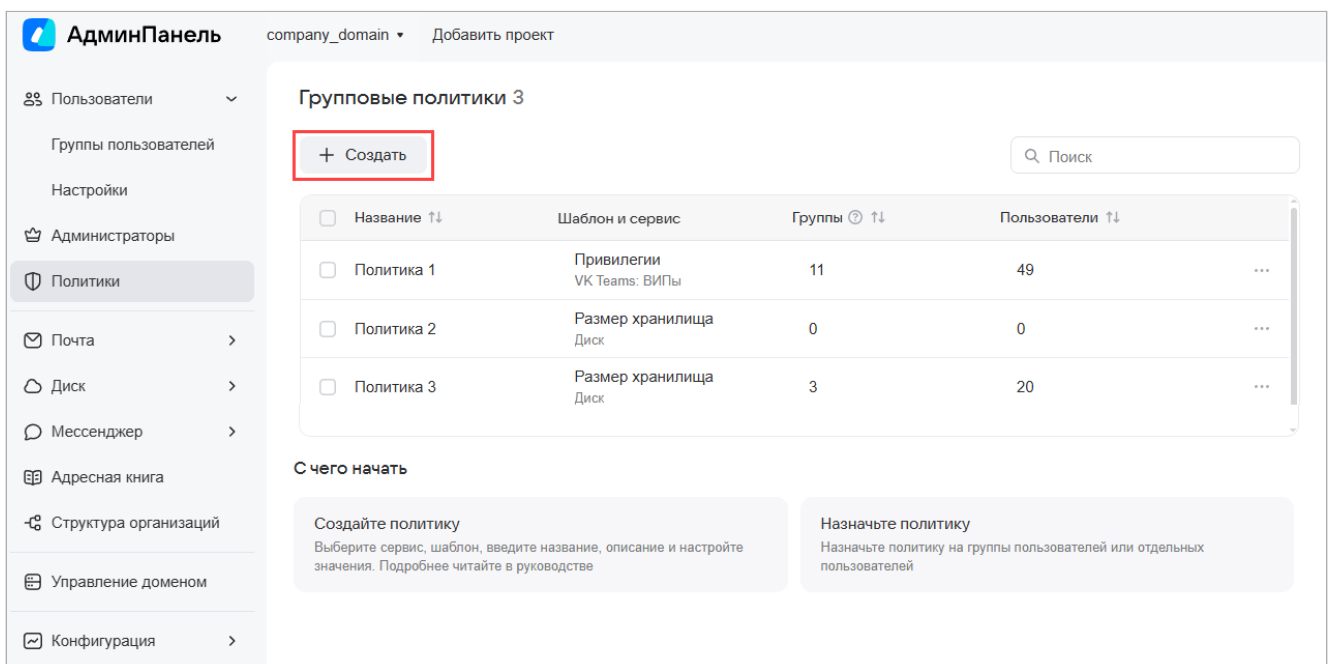 АдминПанель
company_domain
Добавить проект
Пользователи
Группы пользователей
Настройки
Администраторы
Политики
Почта
Диск
Мессенджер
Адресная книга
Структура организаций
Управление доменом
Конфигурация
Групповые политики 3
+ Создать
Поиск
Название Шаблон и сервис Группы Пользователи
Политика 1 Привилегии 11 49
VK Teams: ВИПы
Политика 2 Размер хранилища 0 0
Диск
Политика 3 Размер хранилища 3 20
Диск
С чего начать
Создайте политику
Выберите сервис, шаблон, введите название, описание и настройте
значения. Подробнее читайте в руководстве
Назначьте политику
Назначьте политику на группы пользователей или отдельных
пользователей